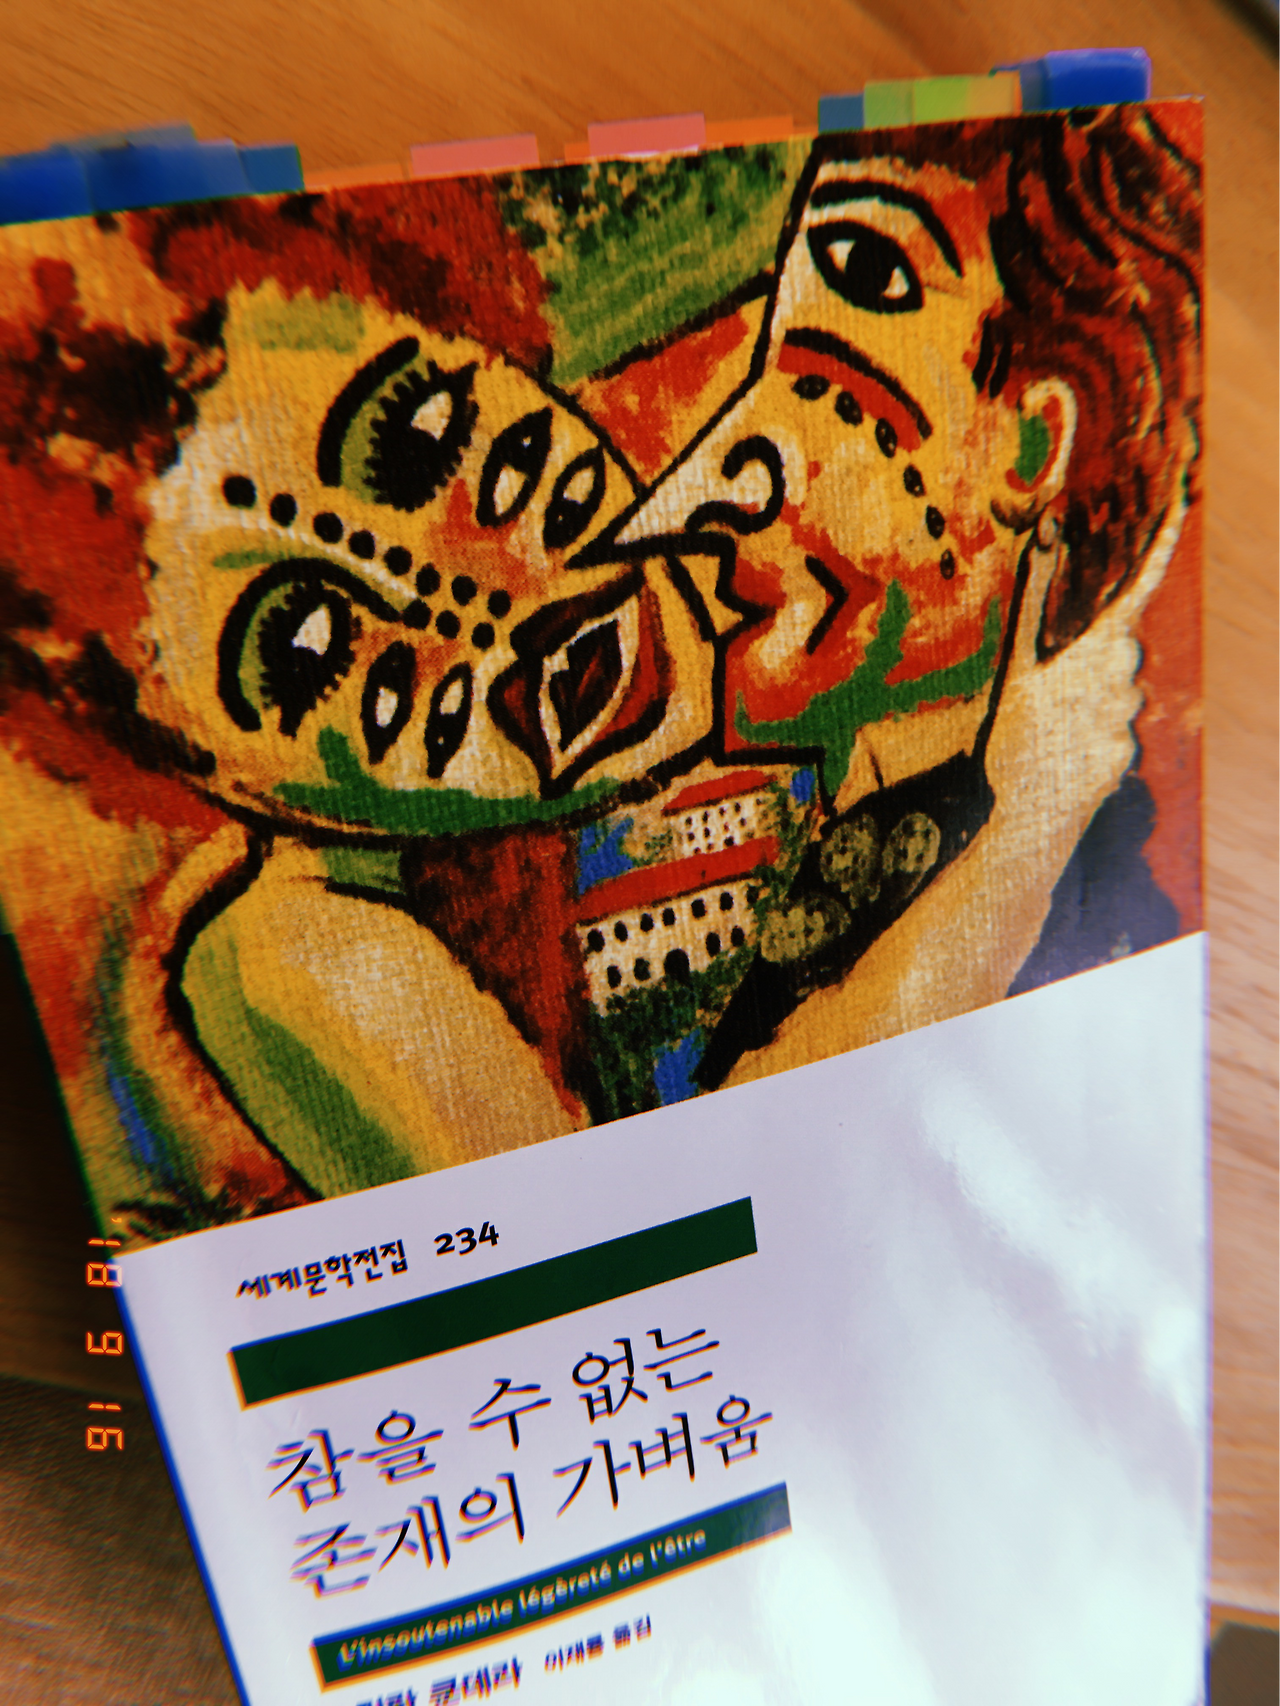 세계문학전집 234
참을 수 없는
존재의 가벼움
L'insoutenable légèreté de l'être
쿤데라 이재룡 옮김
'18 9 16